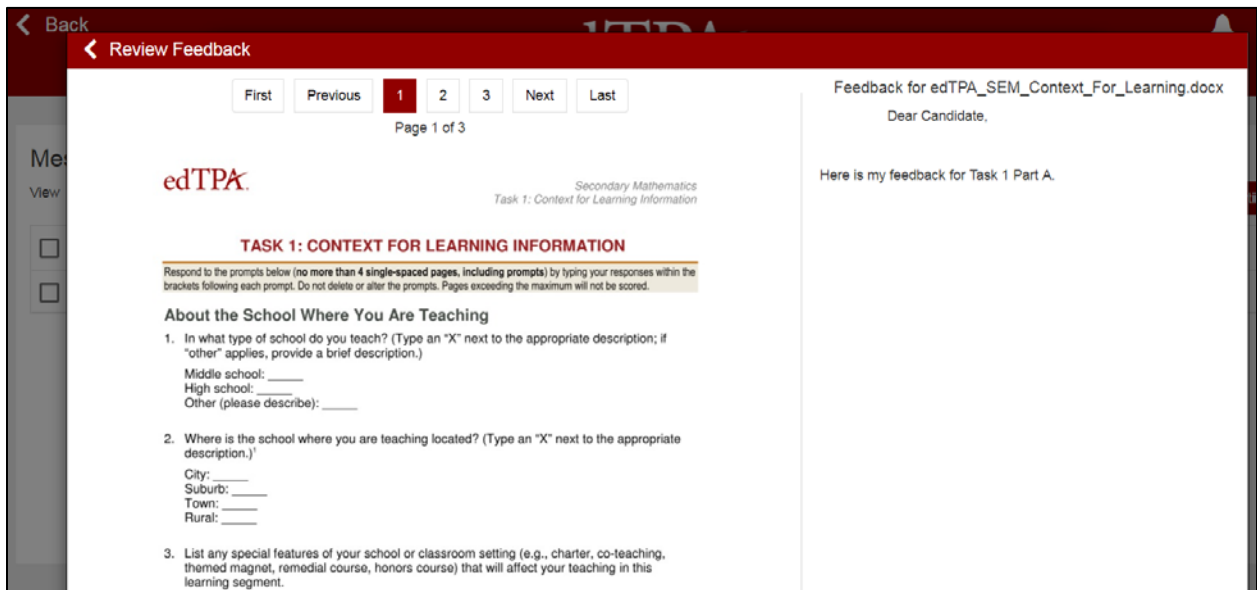 Back
Review Feedback
Mes
View
First Previous 1 2 3 Next Last
Page 1 of 3
edTPA.
Secondary Mathematics
Task 1: Context for Learning Information
TASK 1: CONTEXT FOR LEARNING INFORMATION
Respond to the prompts below (no more than 4 single-spaced pages, including prompts) by typing your responses within the
brackets following each prompt. Do not delete or alter the prompts. Pages exceeding the maximum will not be scored.
About the School Where You Are Teaching
1. In what type of school do you teach? (Type an “X” next to the appropriate description; if
“other” applies, provide a brief description.)
Middle school: _____
High school: _____
Other (please describe): _____
2. Where is the school where you are teaching located? (Type an “X” next to the appropriate
description.)¹
City: _____
Suburb: _____
Town: _____
Rural: _____
3. List any special features of your school or classroom setting (e.g., charter, co-teaching,
themed magnet, remedial course, honors course) that will affect your teaching in this
learning segment.
Feedback for edTPA_SEM_Context_For_Learning.docx
Dear Candidate,
Here is my feedback for Task 1 Part A.